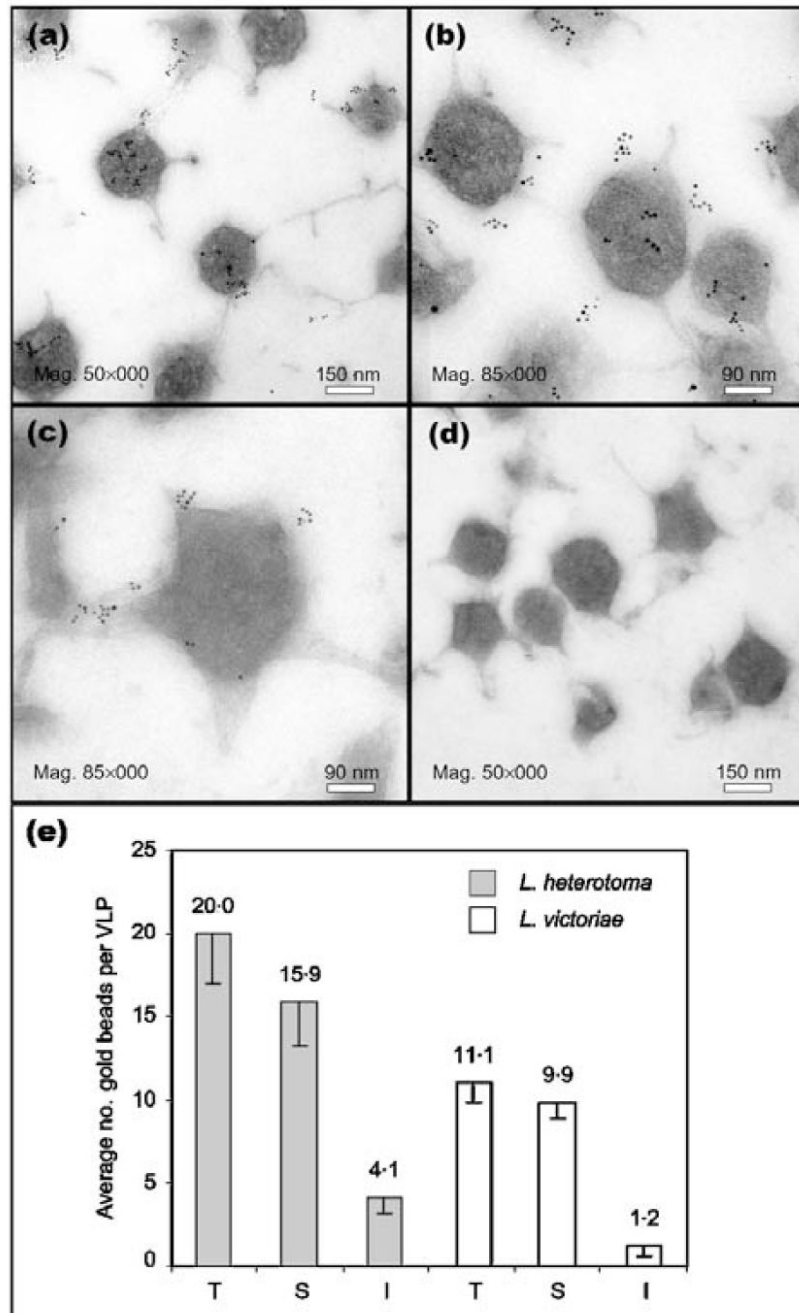 (a)
Mag. 50×000
150 nm
(b)
Mag. 85×000
90 nm
(c)
Mag. 85×000
90 nm
(d)
Mag. 50×000
150 nm
(e)
Average no. gold beads per VLP
25
20
15
10
5
0
20·0
15·9
4·1
11·1
9·9
1·2
L. heterotoma
L. victoriae
T S I T S I